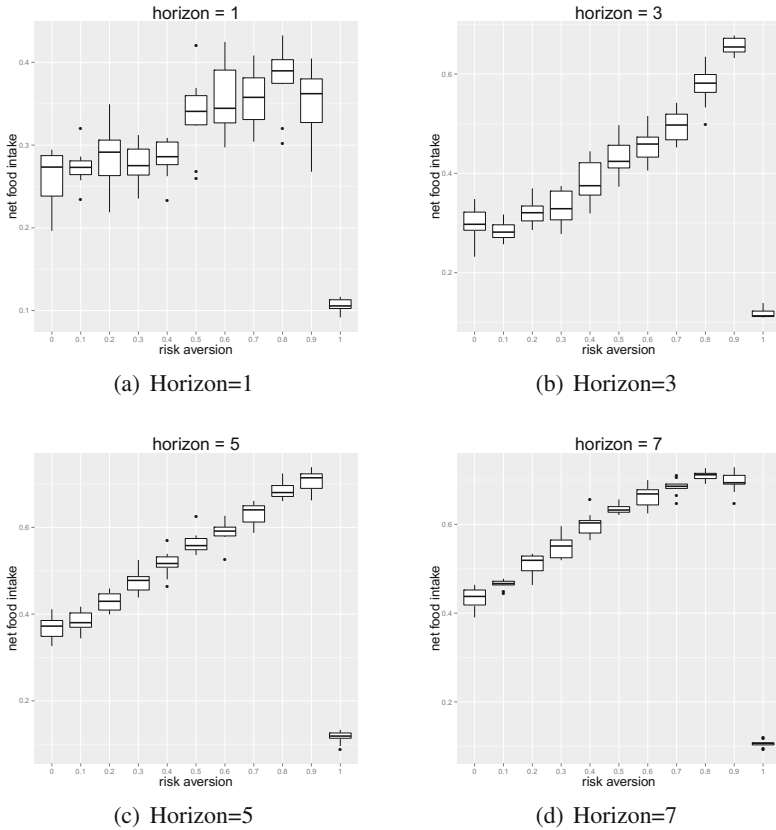 horizon = 1
net food intake
0.4
0.3
0.2
0.1
0 0.1 0.2 0.3 0.4 0.5 0.6 0.7 0.8 0.9 1
risk aversion
(a) Horizon=1
horizon = 3
net food intake
0.6
0.4
0.2
0 0.1 0.2 0.3 0.4 0.5 0.6 0.7 0.8 0.9 1
risk aversion
(b) Horizon=3
horizon = 5
net food intake
0.6
0.4
0.2
0 0.1 0.2 0.3 0.4 0.5 0.6 0.7 0.8 0.9 1
risk aversion
(c) Horizon=5
horizon = 7
net food intake
0.6
0.4
0.2
0 0.1 0.2 0.3 0.4 0.5 0.6 0.7 0.8 0.9 1
risk aversion
(d) Horizon=7